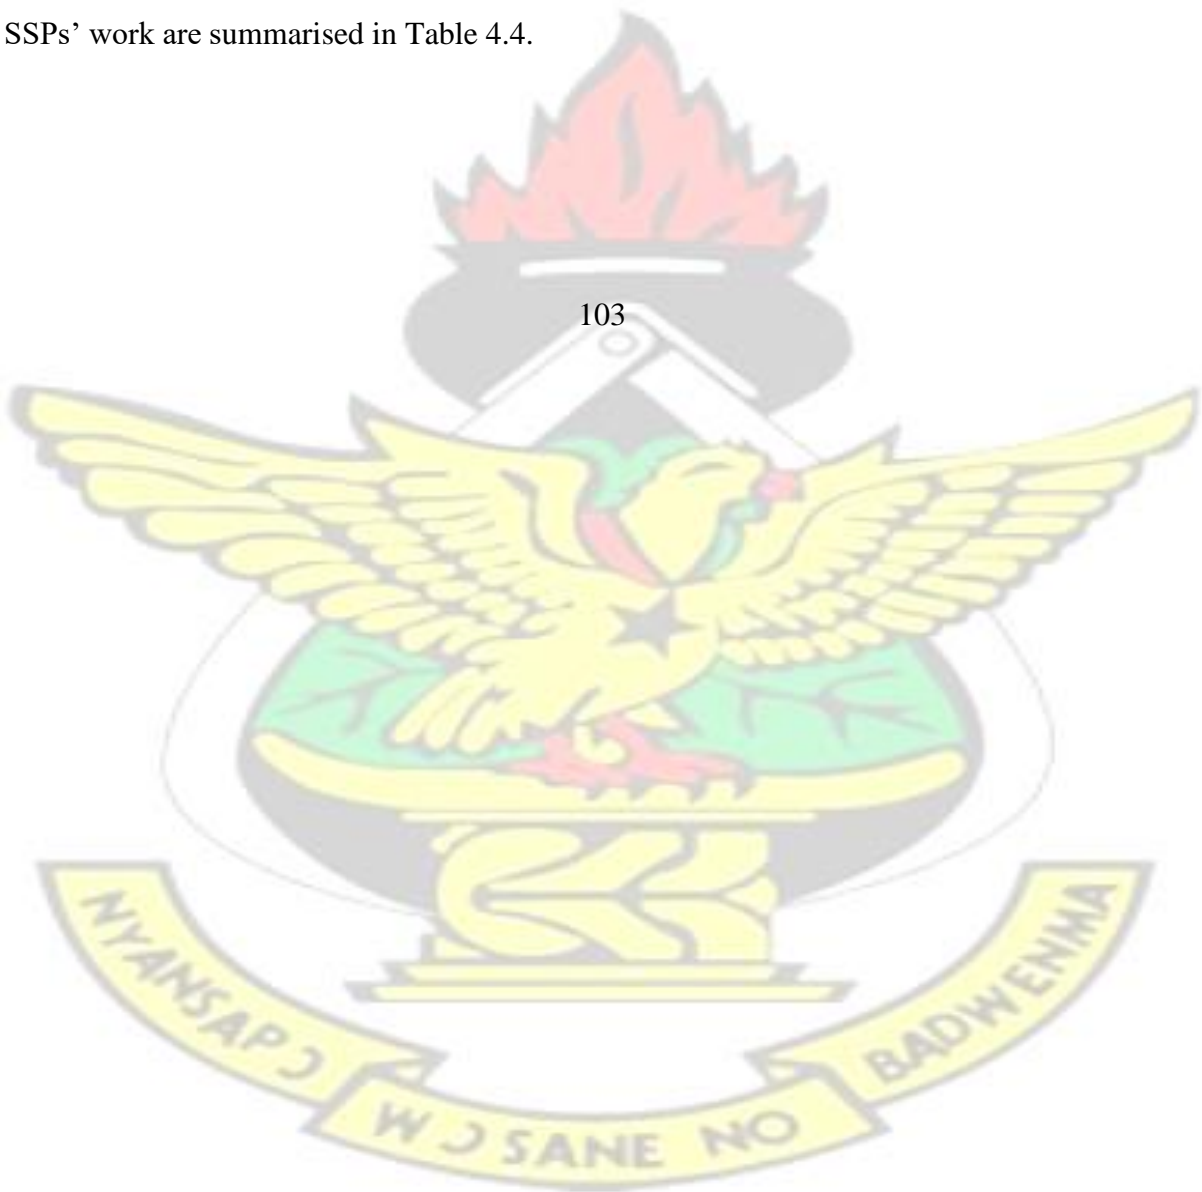 SSPs’ work are summarised in Table 4.4.
103
NYANSAPƆ
WƆSANE NO
BADWENMA